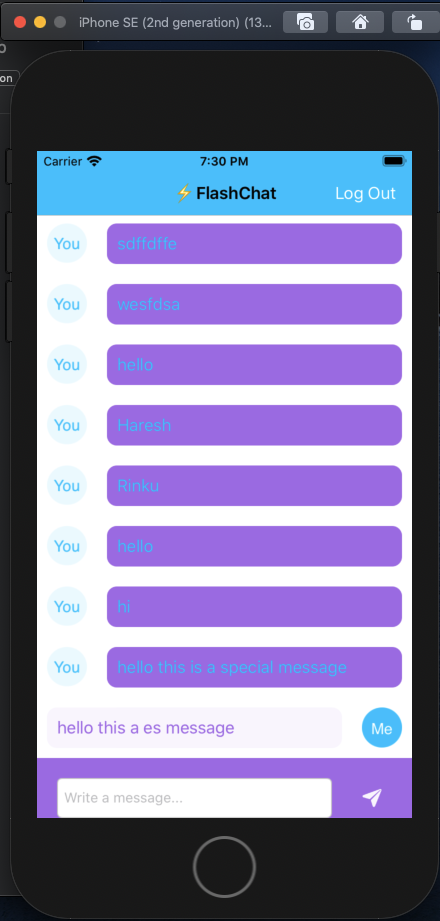 iPhone SE (2nd generation) (13...
on
Carrier 7:30 PM
⚡FlashChat Log Out
You sdffdffe
You wesfdsa
You hello
You Haresh
You Rinku
You hello
You hi
You hello this is a special message
hello this a es message Me
Write a message...